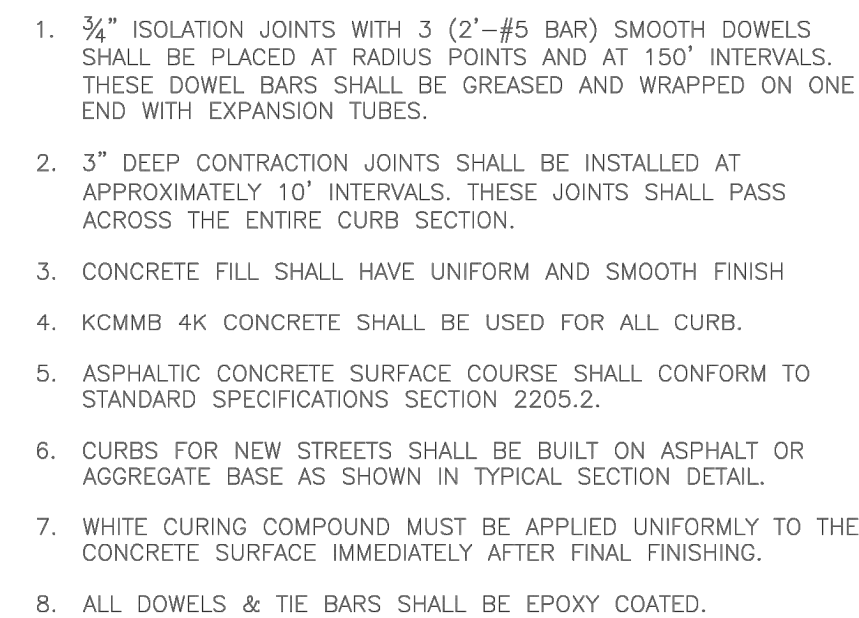 1. ¾" ISOLATION JOINTS WITH 3 (2'-#5 BAR) SMOOTH DOWELS
SHALL BE PLACED AT RADIUS POINTS AND AT 150' INTERVALS.
THESE DOWEL BARS SHALL BE GREASED AND WRAPPED ON ONE
END WITH EXPANSION TUBES.
2. 3" DEEP CONTRACTION JOINTS SHALL BE INSTALLED AT
APPROXIMATELY 10' INTERVALS. THESE JOINTS SHALL PASS
ACROSS THE ENTIRE CURB SECTION.
3. CONCRETE FILL SHALL HAVE UNIFORM AND SMOOTH FINISH
4. KCMMB 4K CONCRETE SHALL BE USED FOR ALL CURB.
5. ASPHALTIC CONCRETE SURFACE COURSE SHALL CONFORM TO
STANDARD SPECIFICATIONS SECTION 2205.2.
6. CURBS FOR NEW STREETS SHALL BE BUILT ON ASPHALT OR
AGGREGATE BASE AS SHOWN IN TYPICAL SECTION DETAIL.
7. WHITE CURING COMPOUND MUST BE APPLIED UNIFORMLY TO THE
CONCRETE SURFACE IMMEDIATELY AFTER FINAL FINISHING.
8. ALL DOWELS & TIE BARS SHALL BE EPOXY COATED.